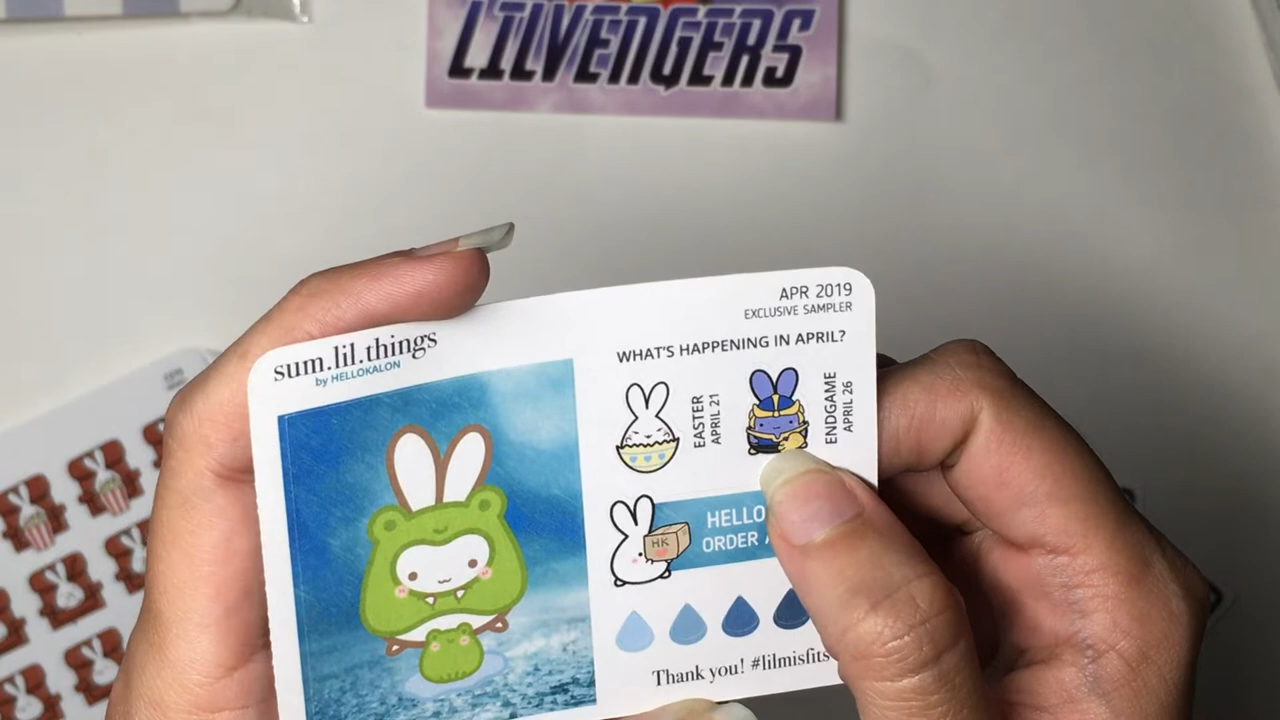 LILVENGERS
sum.lil.things
by HELLOKALON
APR 2019
EXCLUSIVE SAMPLER
WHAT'S HAPPENING IN APRIL?
EASTER
APRIL 21
ENDGAME
APRIL 26
HK
HELLO
ORDER
Thank you! #lilmisfits